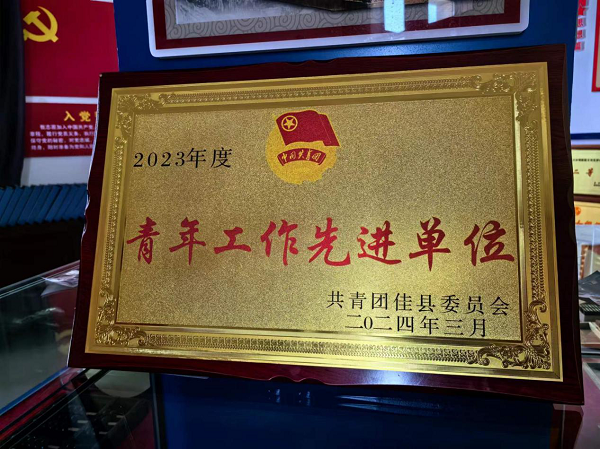 2023年度
中国共青团
青年工作先进单位
共青团佳县委员会
二〇二四年三月
入党